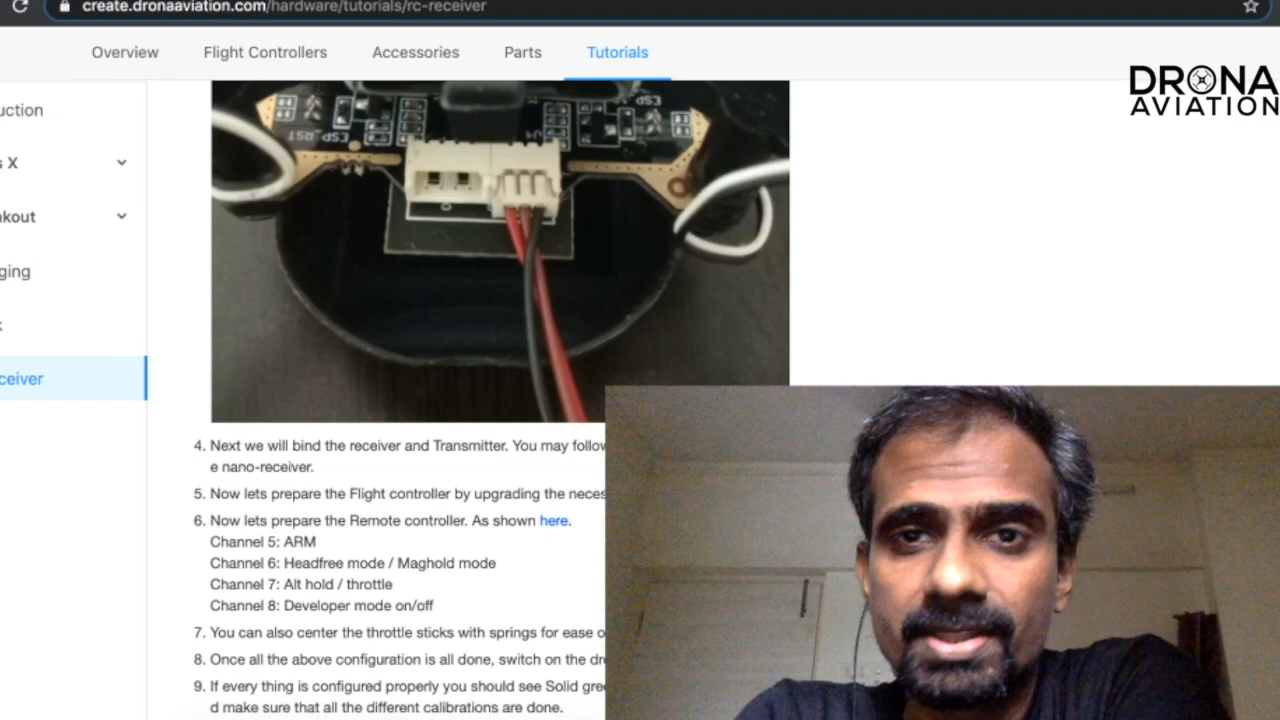 create.dronaaviation.com/hardware/tutorials/rc-receiver
Overview Flight Controllers Accessories Parts Tutorials
DRONA
AVIATION
uction
s X
akout
ging
ceiver
ESP_RST
4. Next we will bind the receiver and Transmitter. You may follow
e nano-receiver.
5. Now lets prepare the Flight controller by upgrading the neces
6. Now lets prepare the Remote controller. As shown here.
Channel 5: ARM
Channel 6: Headfree mode / Maghold mode
Channel 7: Alt hold / throttle
Channel 8: Developer mode on/off
7. You can also center the throttle sticks with springs for ease o
8. Once all the above configuration is all done, switch on the dr
9. If every thing is configured properly you should see Solid gre
d make sure that all the different calibrations are done.